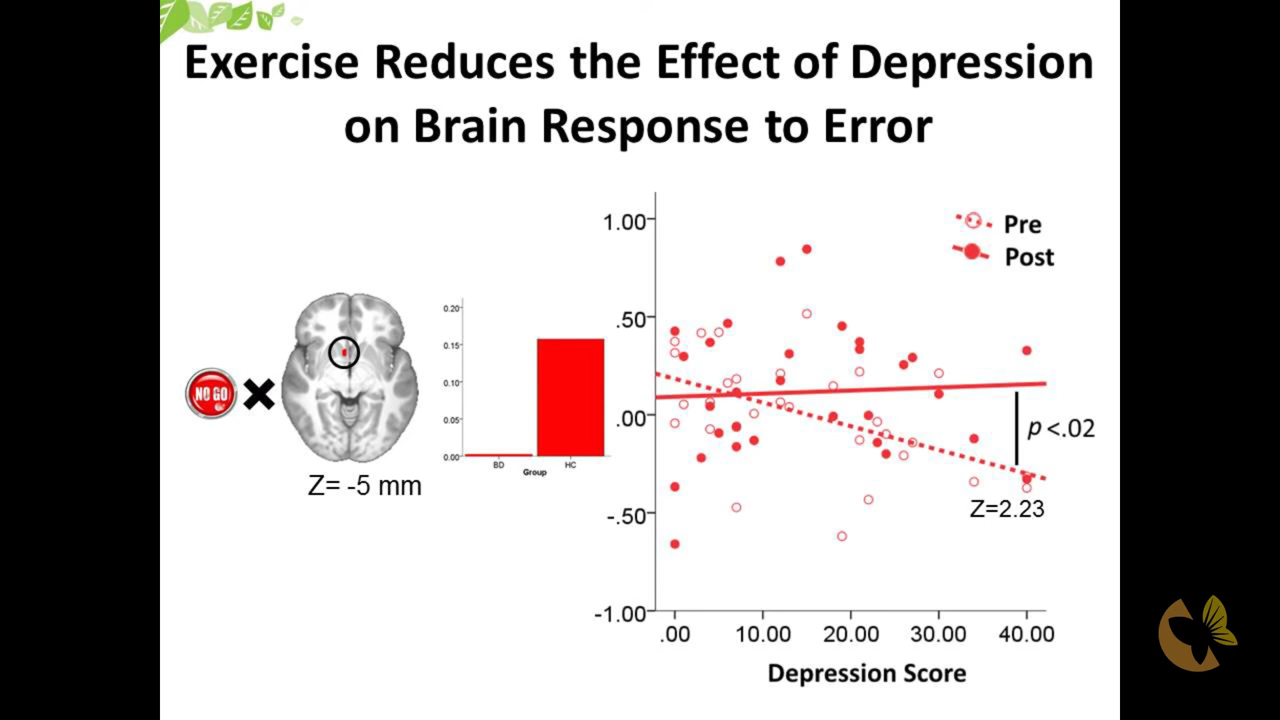 Exercise Reduces the Effect of Depression
on Brain Response to Error
NO GO
Z= -5 mm
0.20
0.15
0.10
0.05
0.00
BD
HC
Group
1.00
.50
.00
-.50
-1.00
Pre
Post
p <.02
Z=2.23
.00
10.00
20.00
30.00
40.00
Depression Score